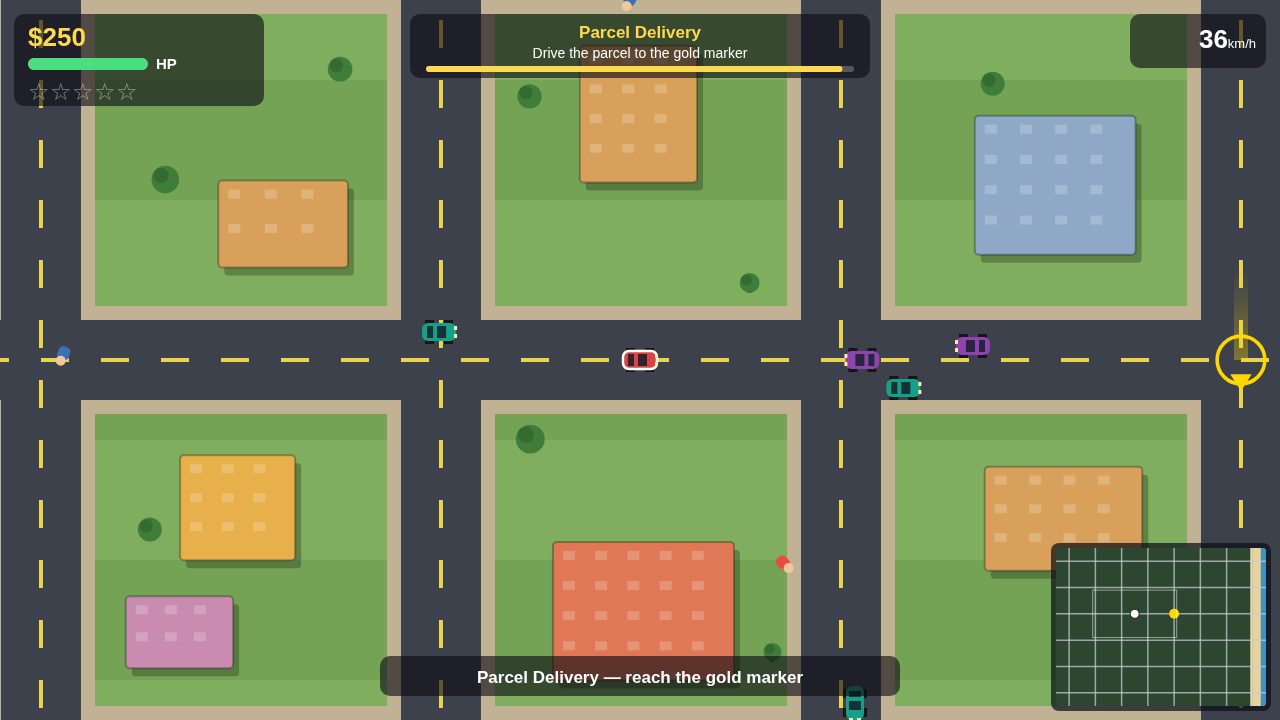 $250
HP
Parcel Delivery
Drive the parcel to the gold marker
36km/h
Parcel Delivery — reach the gold marker